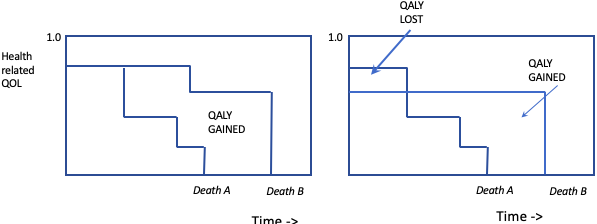 1.0
Health
related
QOL
QALY
GAINED
Death A
Death B
Time ->
QALY
LOST
1.0
QALY
GAINED
Death A
Death B
Time ->